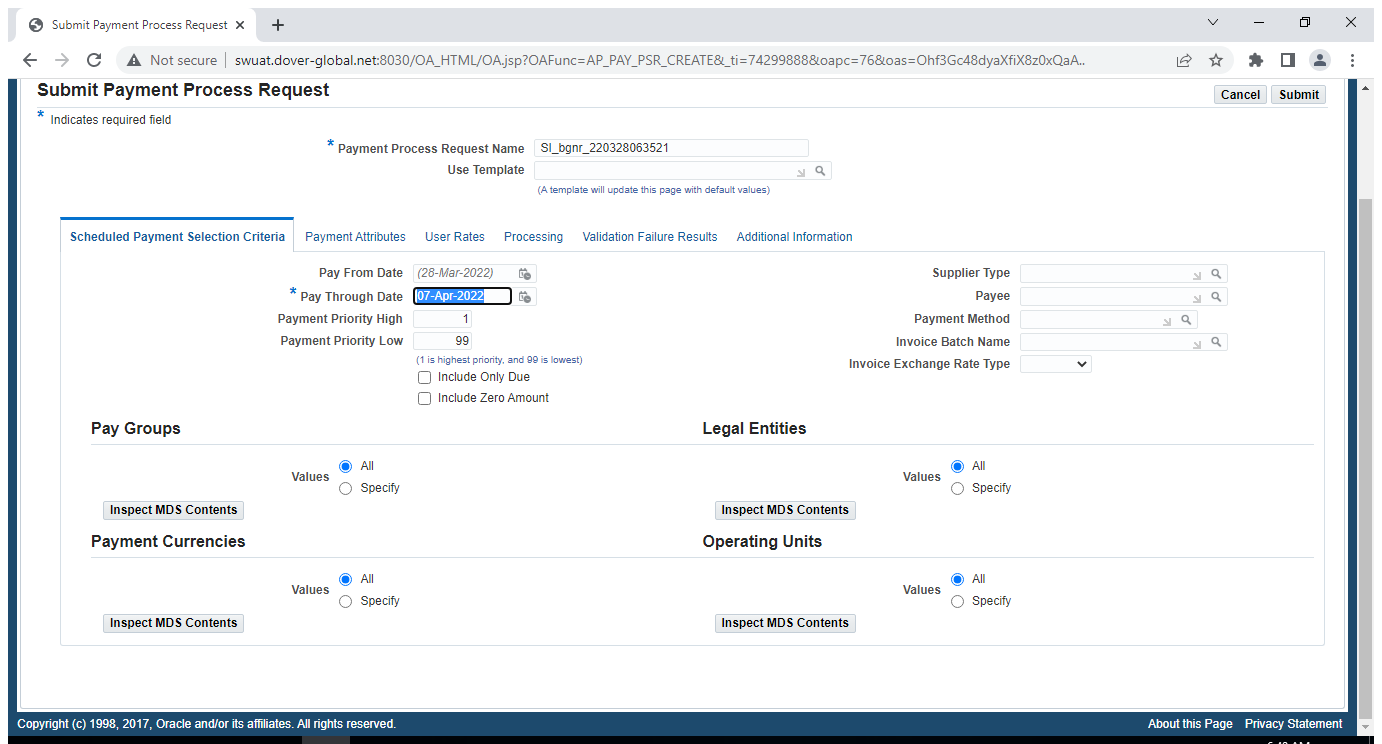 Submit Payment Process Request
Not secure swuat.dover-global.net:8030/OA_HTML/OA.jsp?OAFunc=AP_PAY_PSR_CREATE&_ti=74299888&oapc=76&oas=Ohf3Gc48dyaXfiX8z0xQaA..
Submit Payment Process Request
Cancel Submit
* Indicates required field
* Payment Process Request Name SI_bgnr_220328063521
Use Template
(A template will update this page with default values)
Scheduled Payment Selection Criteria Payment Attributes User Rates Processing Validation Failure Results Additional Information
Pay From Date (28-Mar-2022)
* Pay Through Date 07-Apr-2022
Payment Priority High 1
Payment Priority Low 99
(1 is highest priority, and 99 is lowest)
Include Only Due
Include Zero Amount
Supplier Type
Payee
Payment Method
Invoice Batch Name
Invoice Exchange Rate Type
Pay Groups
Values All
Specify
Inspect MDS Contents
Legal Entities
Values All
Specify
Inspect MDS Contents
Payment Currencies
Values All
Specify
Inspect MDS Contents
Operating Units
Values All
Specify
Inspect MDS Contents
Copyright (c) 1998, 2017, Oracle and/or its affiliates. All rights reserved.
About this Page Privacy Statement